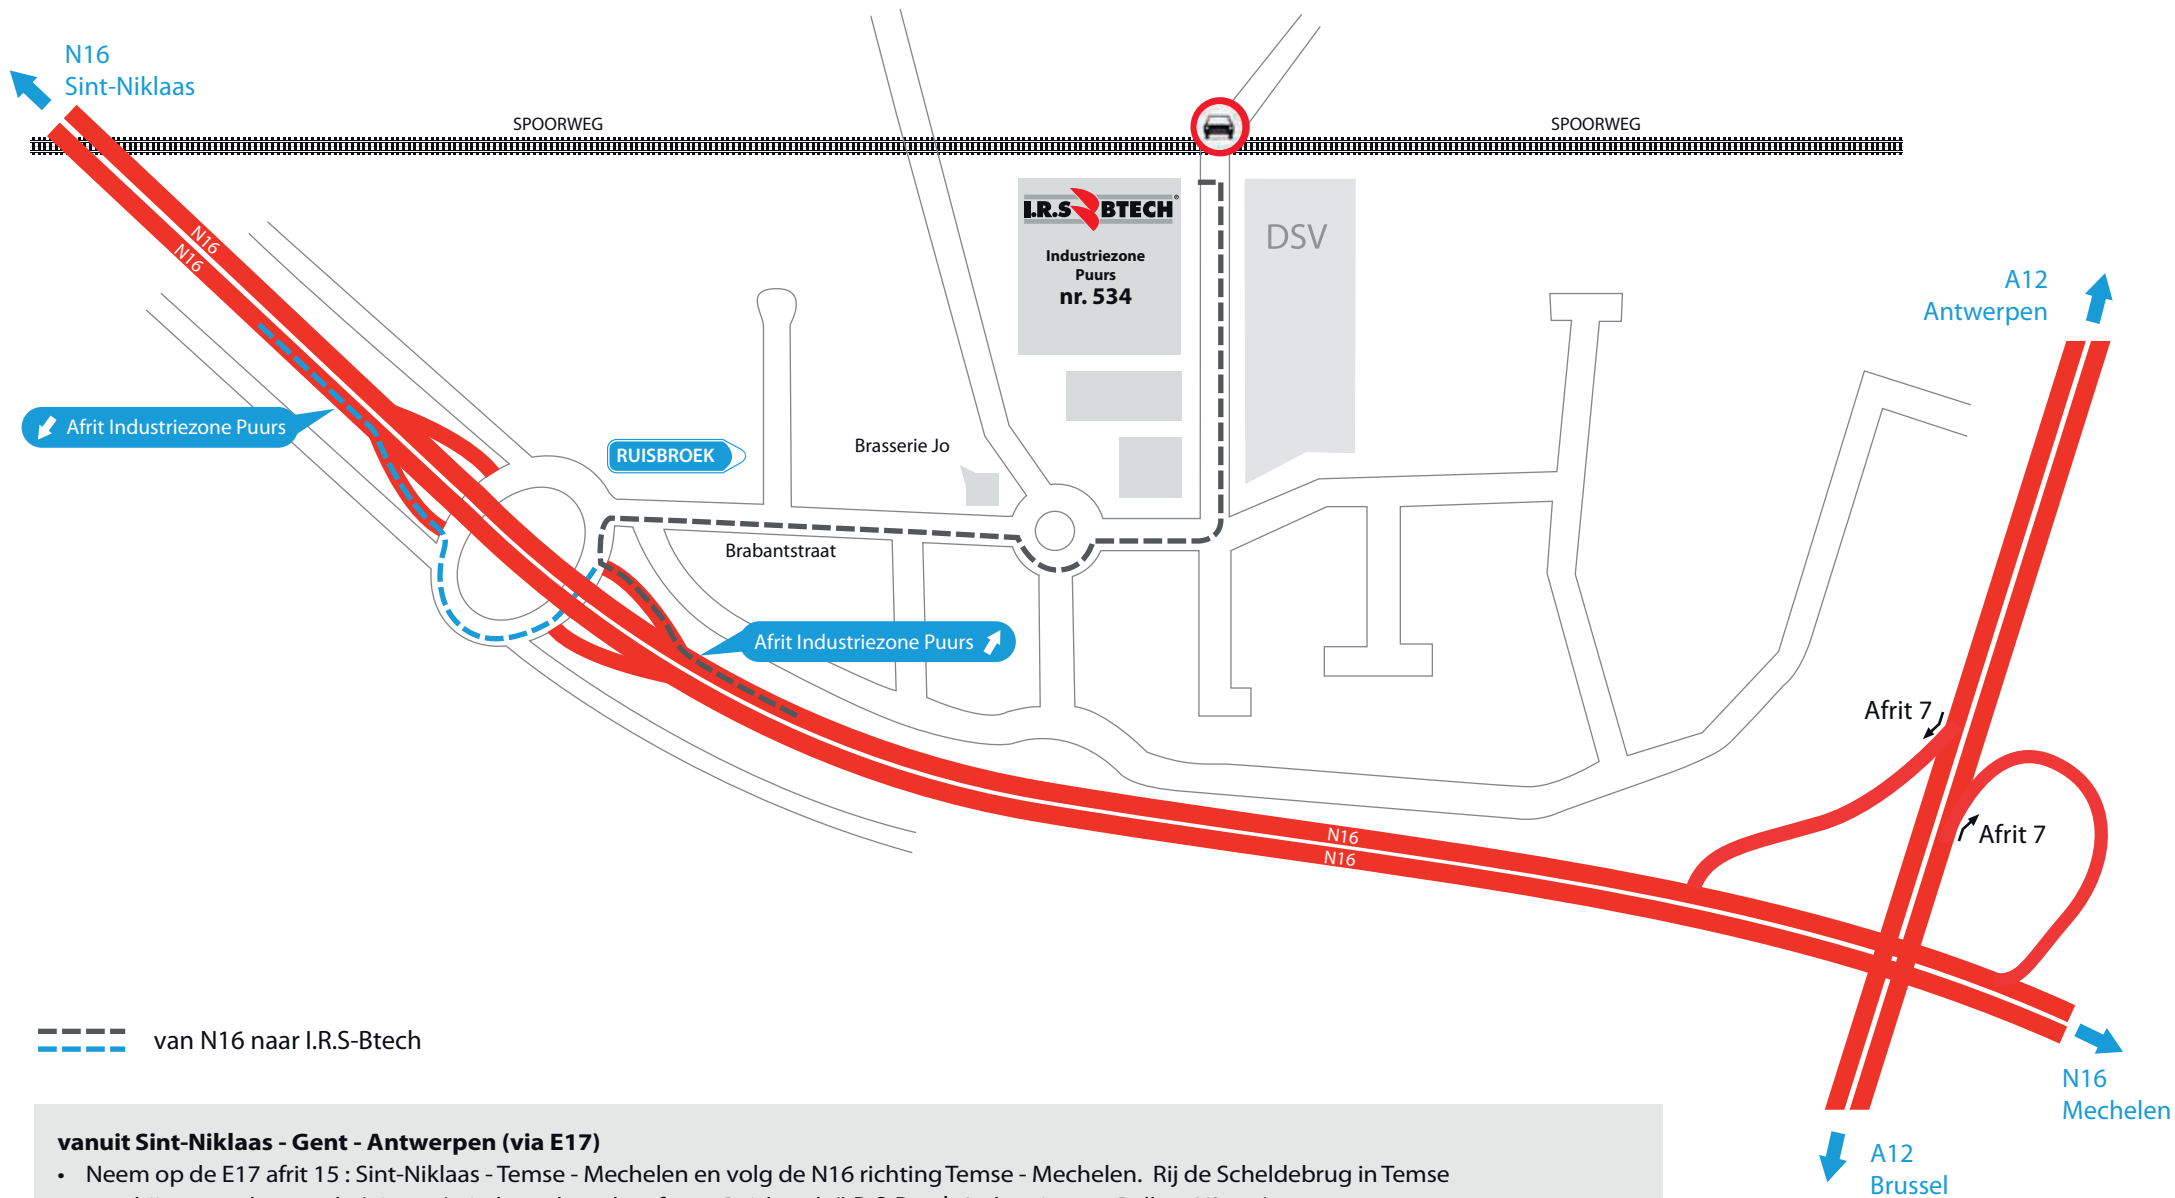 N16
Sint-Niklaas
SPOORWEG
SPOORWEG
N16
N16
I.R.S BTECH®
Industriezone
Puurs
nr. 534
DSV
A12
Antwerpen
Afrit Industriezone Puurs
RUISBROEK
Brasserie Jo
Brabantstraat
Afrit Industriezone Puurs
Afrit 7
Afrit 7
N16
N16
van N16 naar I.R.S-Btech
N16
Mechelen
A12
Brussel
vanuit Sint-Niklaas - Gent - Antwerpen (via E17)
• Neem op de E17 afrit 15 : Sint-Niklaas - Temse - Mechelen en volg de N16 richting Temse - Mechelen. Rij de Scheldebrug in Temse